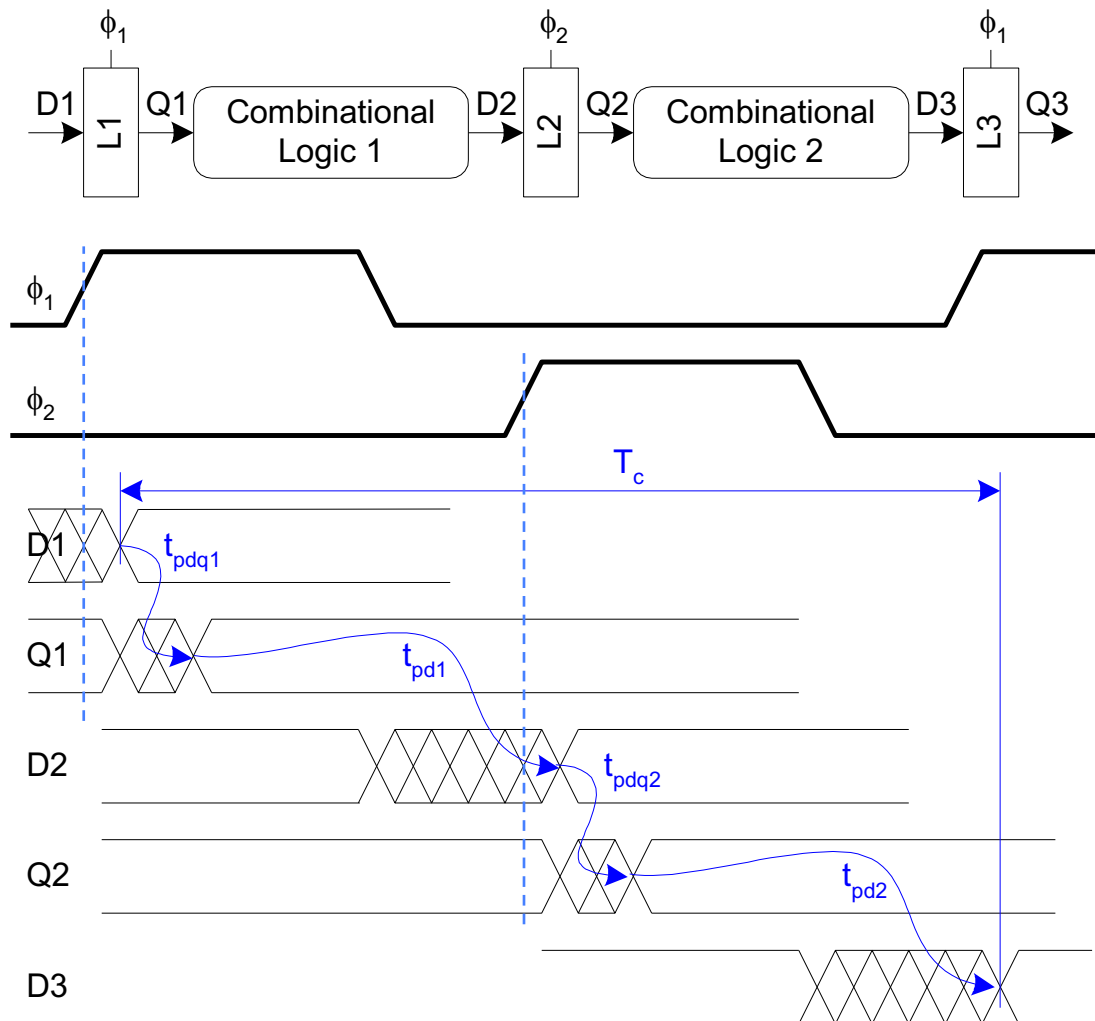 ϕ1 ϕ2 ϕ1
D1 L1 Q1 Combinational Logic 1 D2 L2 Q2 Combinational Logic 2 D3 L3 Q3
ϕ1
ϕ2
Tc
D1
tpdq1
Q1
tpd1
D2
tpdq2
Q2
tpd2
D3